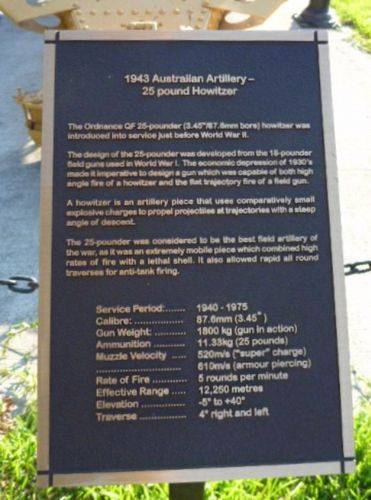 1943 Australian Artillery –
25 pound Howitzer
The Ordnance QF 25-pounder (3.45"/87.6mm bore) howitzer was
introduced into service just before World War II.
The design of the 25-pounder was developed from the 18-pounder
field guns used in World War I. The economic depression of 1930's
made it imperative to design a gun which was capable of both high
angle fire of a howitzer and the flat trajectory fire of a field gun.
A howitzer is an artillery piece that uses comparatively small
explosive charges to propel projectiles at trajectories with a steep
angle of descent.
The 25-pounder was considered to be the best field artillery of
the war, as it was an extremely mobile piece which combined high
rates of fire with a lethal shell. It also allowed rapid all round
traverses for anti-tank firing.
Service Period:....... 1940 - 1975
Calibre: ................ 87.6mm (3.45")
Gun Weight: .......... 1800 kg (gun in action)
Ammunition .......... 11.33kg (25 pounds)
Muzzle Velocity ..... 520m/s ("super" charge)
........................... 610m/s (armour piercing)
Rate of Fire ........... 5 rounds per minute
Effective Range ..... 12,250 metres
Elevation .............. -5° to +40°
Traverse ............... 4° right and left